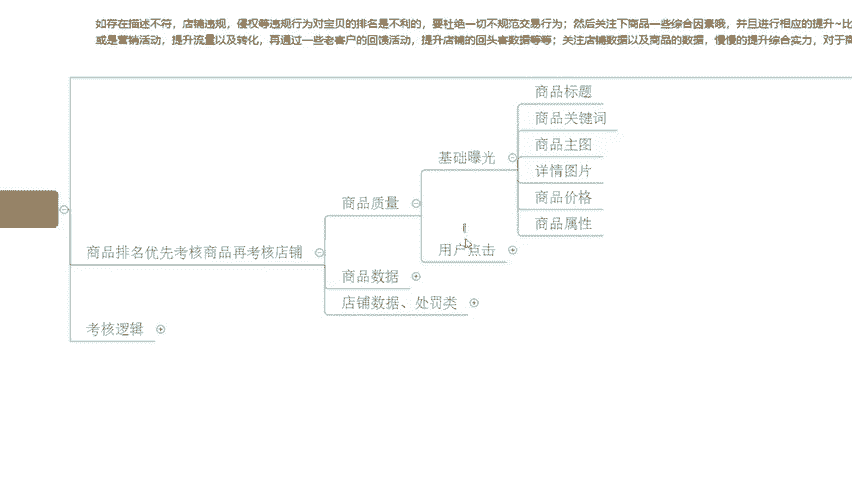 如存在描述不符，店铺违规，侵权等违规行为对宝贝的排名是不利的，要杜绝一切不规范交易行为；然后关注下商品一些综合因素哦，并且进行相应的提升~比
或是营销活动，提升流量以及转化，再通过一些老客户的回馈活动，提升店铺的回头客数据等等；关注店铺数据以及商品的数据，慢慢的提升综合实力，对于商
商品标题
商品关键词
商品主图
基础曝光
详情图片
商品价格
商品质量
商品属性
用户点击
商品排名优先考核商品再考核店铺
商品数据
店铺数据、处罚类
考核逻辑